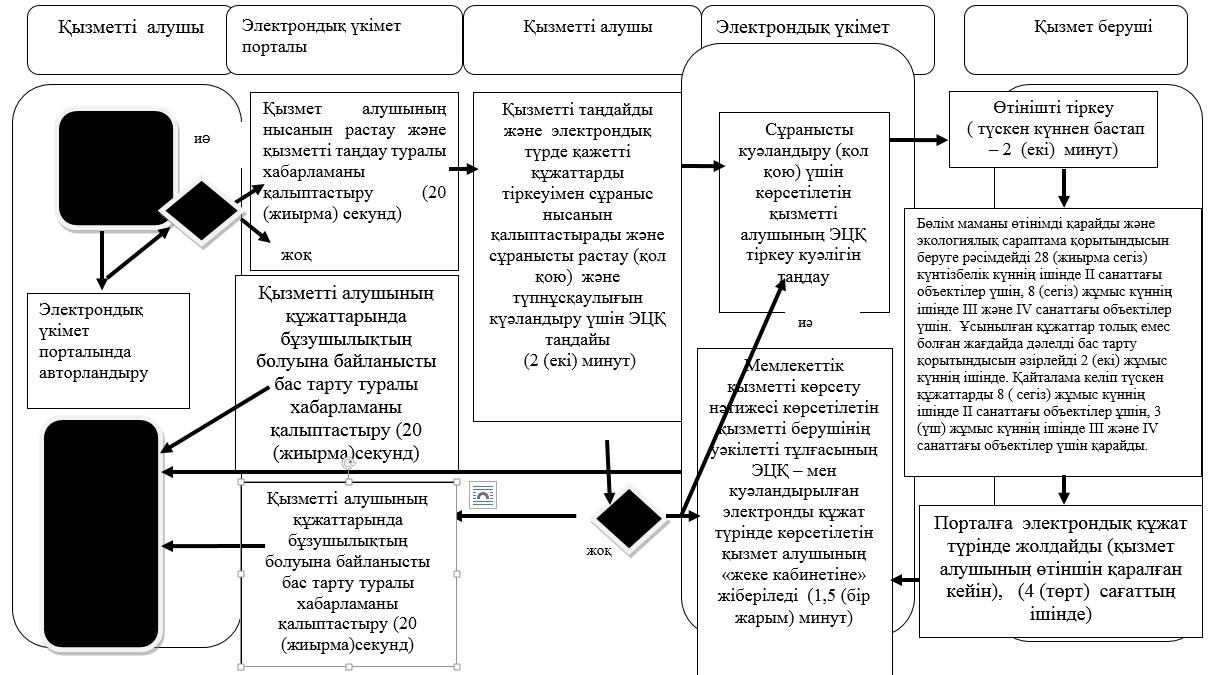 Қызметті алушы
Электрондық үкімет
порталы
Қызметті алушы
Электрондық үкімет
Қызмет беруші
иә
Электрондық
үкімет
порталында
авторландыру
Қызмет алушының
нысанын растау және
қызметті таңдау туралы
хабарламаны
қалыптастыру (20
(жиырма) секунд)
жоқ
Қызметті алушының
құжаттарында
бұзушылықтың
болуына байланысты
бас тарту туралы
хабарламаны
қалыптастыру (20
(жиырма)секунд)
Қызметті алушының
құжаттарында
бұзушылықтың
болуына байланысты
бас тарту туралы
хабарламаны
қалыптастыру (20
(жиырма)секунд)
Қызметті таңдайды
және электрондық
түрде қажетті
құжаттарды
тіркеуімен сұраныс
нысанын
қалыптастырады және
сұранысты растау (қол
қою) және
түпнұсқаулығын
күәландыру үшін ЭЦҚ
таңдайы
(2 (екі) минут)
жоқ
Сұранысты
куәландыру (қол
қою) үшін
көрсетілетін
қызметті
алушының ЭЦҚ
тіркеу куәлігін
таңдау
иә
Мемлекеттік
қызметті көрсету
нәтижесі көрсетілетін
қызметті берушінің
уәкілетті тұлғасының
ЭЦҚ – мен
куәландырылған
электронды құжат
түрінде көрсетілетін
қызмет алушының
«жеке кабинетіне»
жіберіледі (1,5 (бір
жарым) минут)
Өтінішті тіркеу
( түскен күннен бастап
– 2 (екі) минут)
Бөлім маманы өтінімді қарайды және
экологиялық сараптама қорытындысын
беруге рәсімдейді 28 (жиырма сегіз)
күнтізбелік күннің ішінде II санаттағы
объектілер үшін, 8 (сегіз) жұмыс күннің
ішінде III және IV санаттағы объектілер
үшін. Ұсынылған құжаттар толық емес
болған жағдайда дәлелді бас тарту
қорытындысын әзірлейді 2 (екі) жұмыс
күннің ішінде. Қайталама келіп түскен
құжаттарды 8 ( сегіз) жұмыс күннің
ішінде II санаттағы объектілер ұшін, 3
(үш) жұмыс күннің ішінде III және IV
санаттағы объектілер үшін қарайды.
Порталға электрондық құжат
түрінде жолдайды (қызмет
алушының өтіншін қаралған
кейін), (4 (төрт) сағаттың
ішінде)